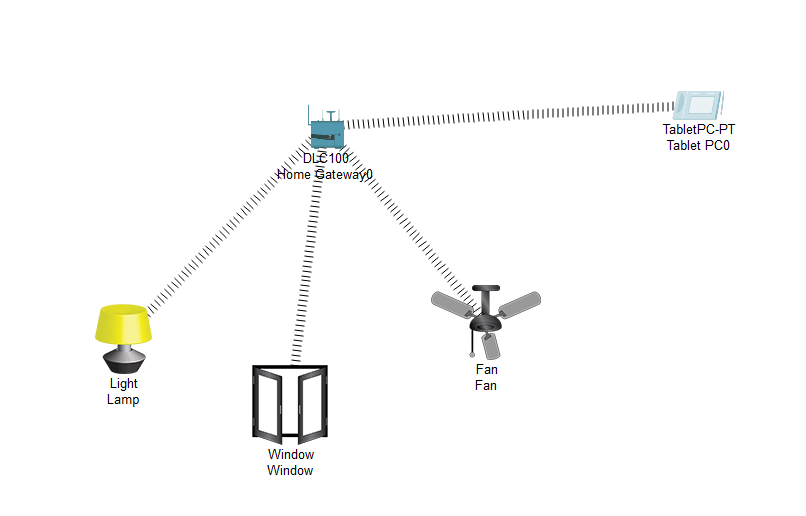 DLC100
Home Gateway0
TabletPC-PT
Tablet PC0
Light
Lamp
Fan
Fan
Window
Window